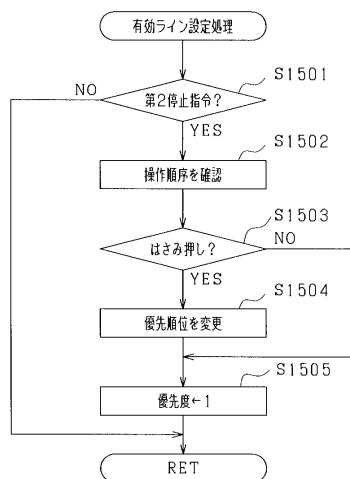 有効ライン設定処理
S1501
NO
第2停止指令?
YES
S1502
操作順序を確認
S1503
はさみ押し?
NO
YES
S1504
優先順位を変更
S1505
優先度←1
RET